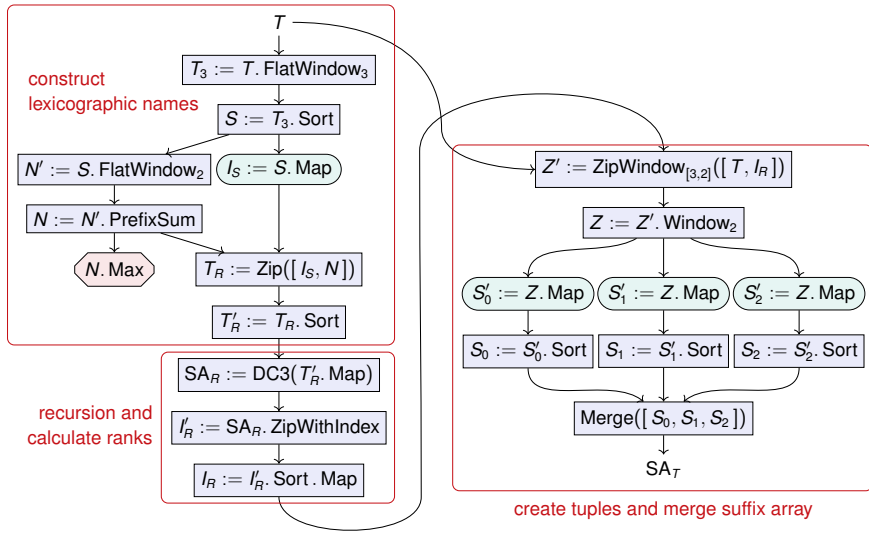 T
construct
lexicographic names
T₃ := T.FlatWindow₃
S := T₃.Sort
N′ := S.FlatWindow₂
I_S := S.Map
N := N′.PrefixSum
N.Max
T_R := Zip([I_S, N])
T′_R := T_R.Sort
recursion and
calculate ranks
SA_R := DC3(T′_R.Map)
I′_R := SA_R.ZipWithIndex
I_R := I′_R.Sort.Map
Z′ := ZipWindow_[3,2]([T, I_R])
Z := Z′.Window₂
S′₀ := Z.Map
S′₁ := Z.Map
S′₂ := Z.Map
S₀ := S′₀.Sort
S₁ := S′₁.Sort
S₂ := S′₂.Sort
Merge([S₀, S₁, S₂])
SA_T
create tuples and merge suffix array